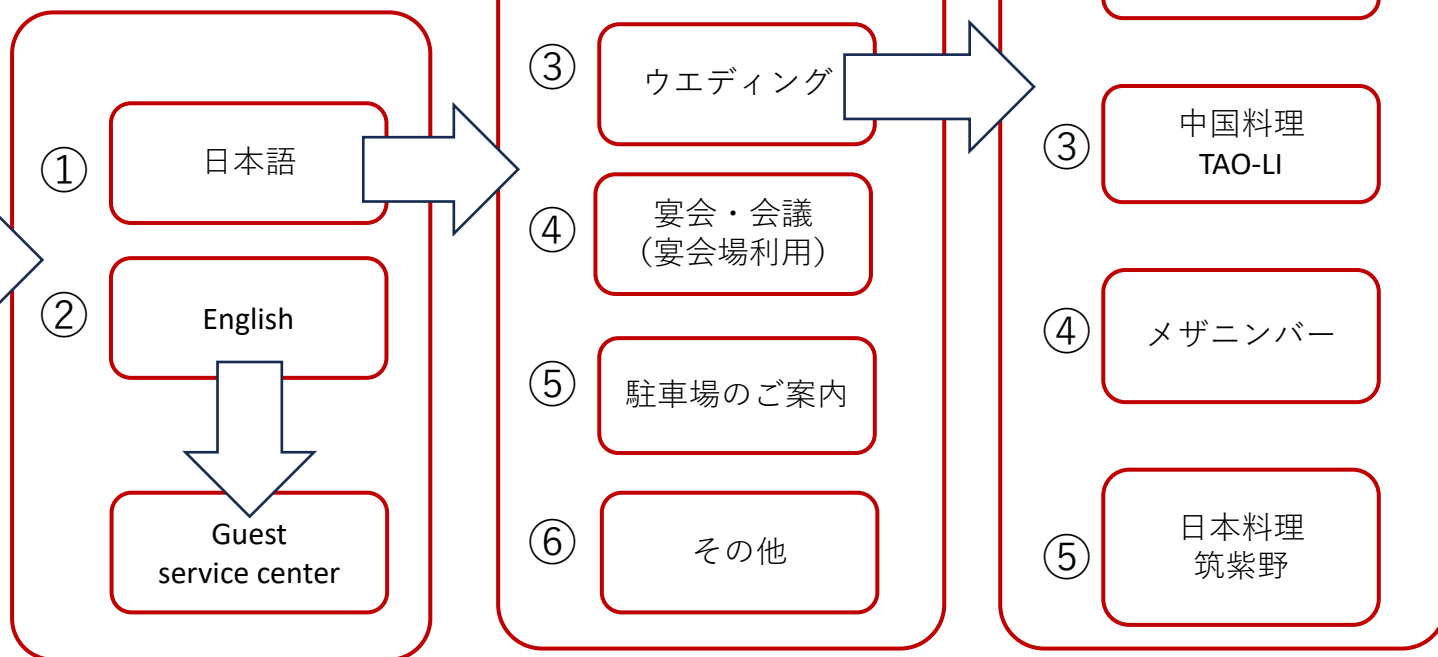 ①
日本語
②
English
Guest
service center
③
ウエディング
④
宴会・会議
（宴会場利用）
⑤
駐車場のご案内
⑥
その他
③
中国料理
TAO-LI
④
メザニンバー
⑤
日本料理
筑紫野